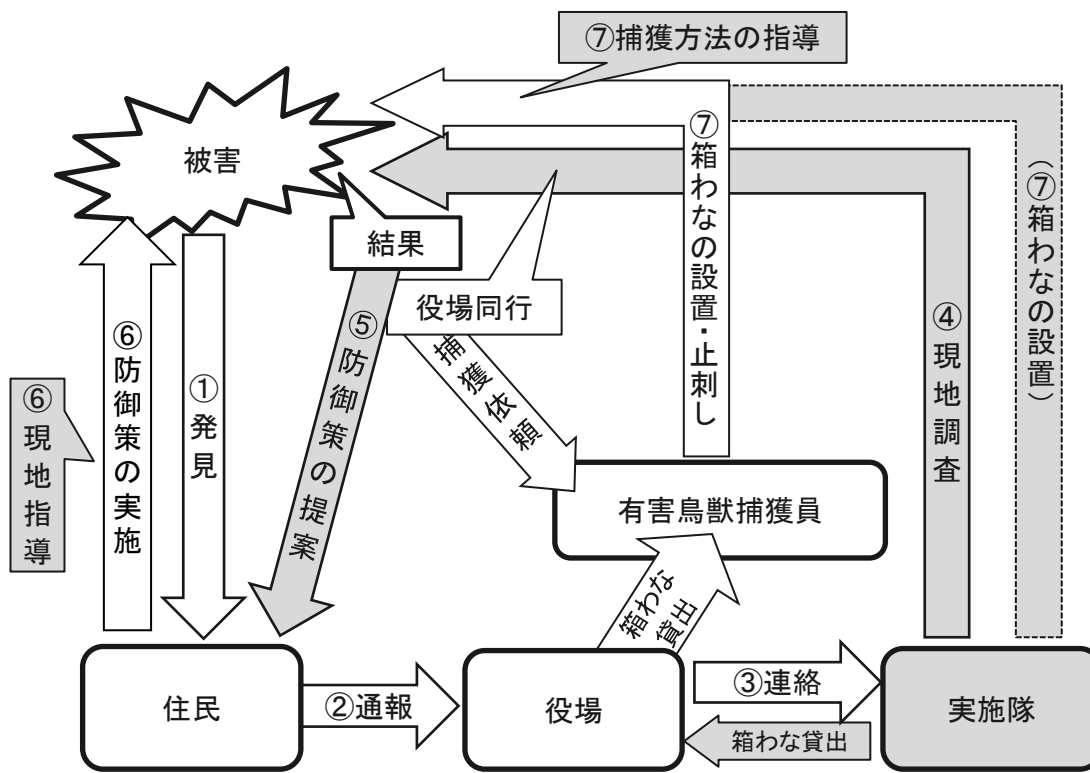 ⑦捕獲方法の指導
被害
結果
役場同行
⑦箱わなの設置・止刺し
(⑦箱わなの設置)
④現地調査
⑥防御策の実施
⑥現地指導
①発見
⑤防御策の提案
捕獲依頼
有害鳥獣捕獲員
箱わな
貸出
住民
②通報
役場
③連絡
箱わな貸出
実施隊